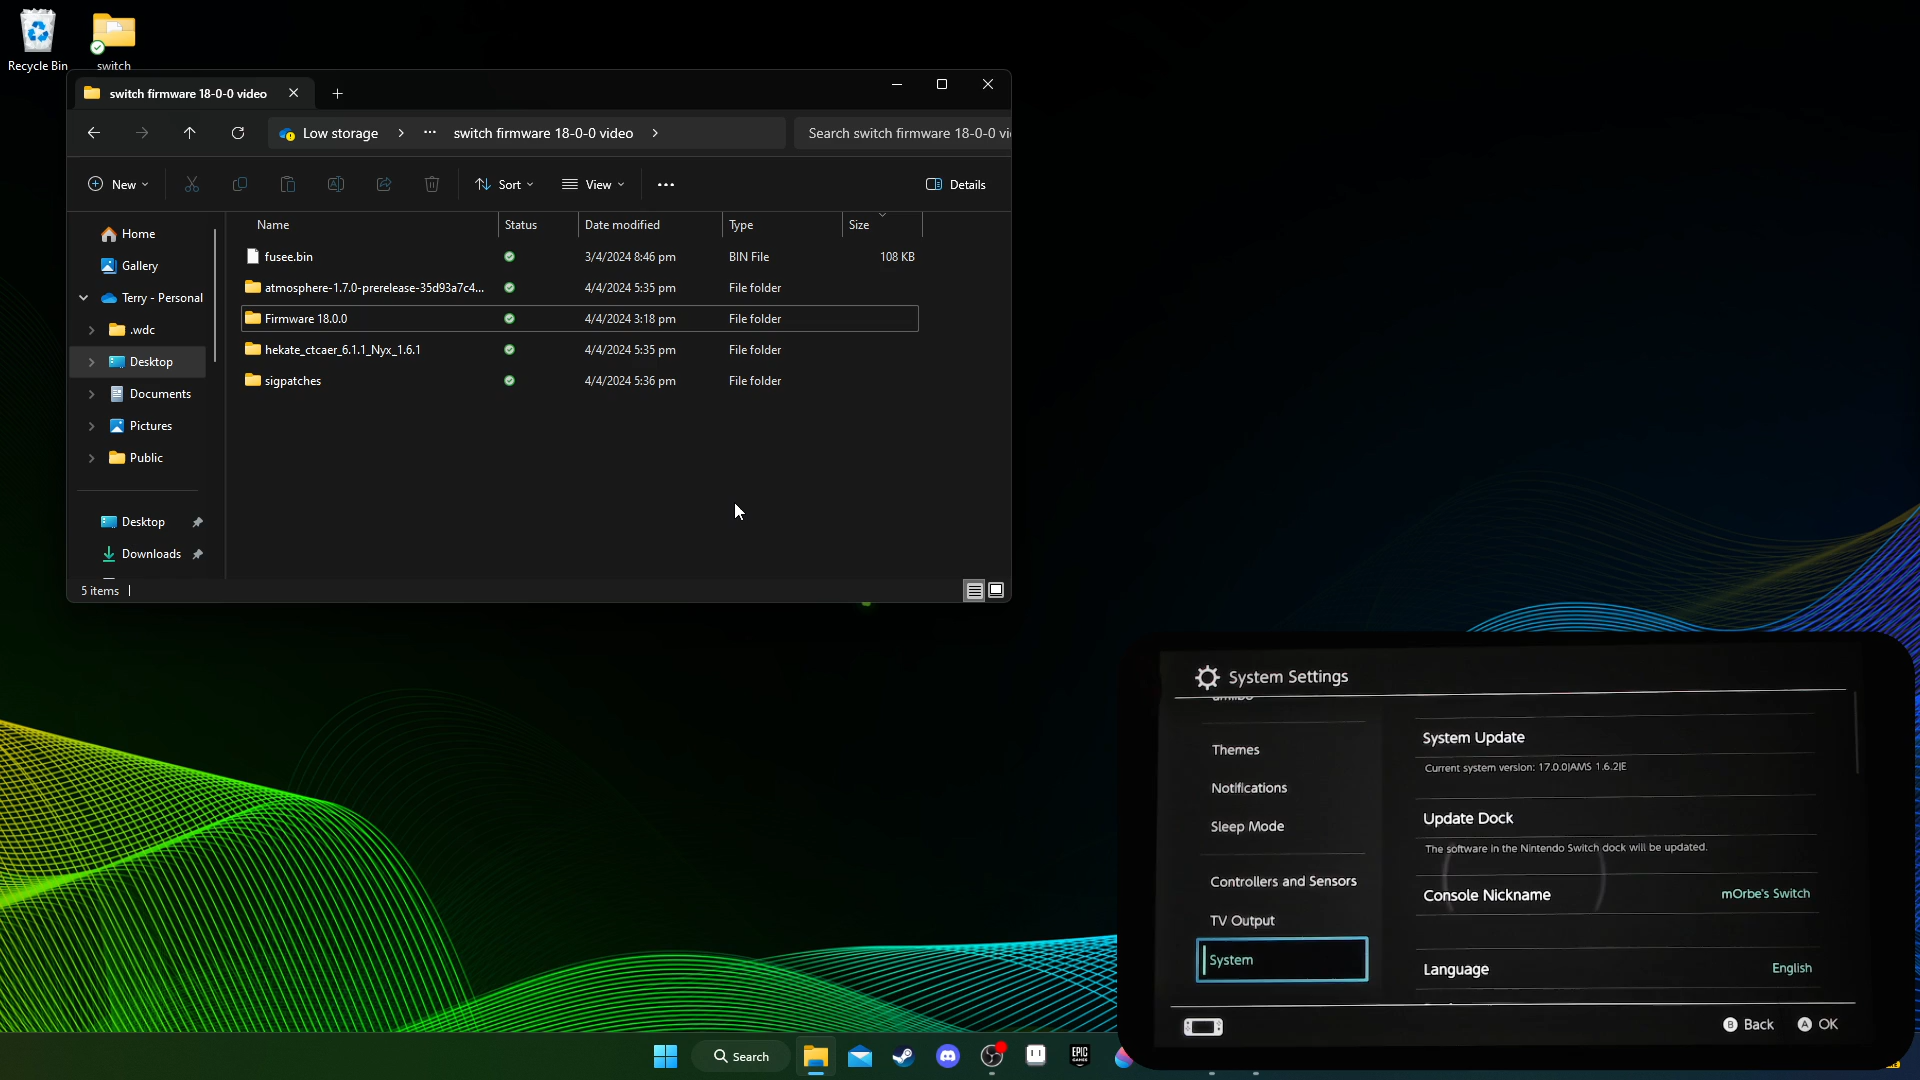 Recycle Bin
switch
switch firmware 18-0-0 video
Low storage
switch firmware 18-0-0 video
Search switch firmware 18-0-0 vi
New
Sort
View
Details
Name
Status
Date modified
Type
Size
fusee.bin
3/4/2024 8:46 pm
BIN File
108 KB
atmosphere-1.7.0-prerelease-35d93a7c4...
4/4/2024 5:35 pm
File folder
Firmware 18.0.0
4/4/2024 3:18 pm
File folder
hekate_ctcaer_6.1.1_Nyx_1.6.1
4/4/2024 5:35 pm
File folder
sigpatches
4/4/2024 5:36 pm
File folder
Home
Gallery
Terry - Personal
.wdc
Desktop
Documents
Pictures
Public
Desktop
Downloads
5 items
System Settings
Themes
Notifications
Sleep Mode
Controllers and Sensors
TV Output
System
System Update
Current system version: 17.0.0|AMS 1.6.2|E
Update Dock
The software in the Nintendo Switch dock will be updated.
Console Nickname
mOrbe's Switch
Language
English
B Back
A OK
Search
EPIC
GAMES